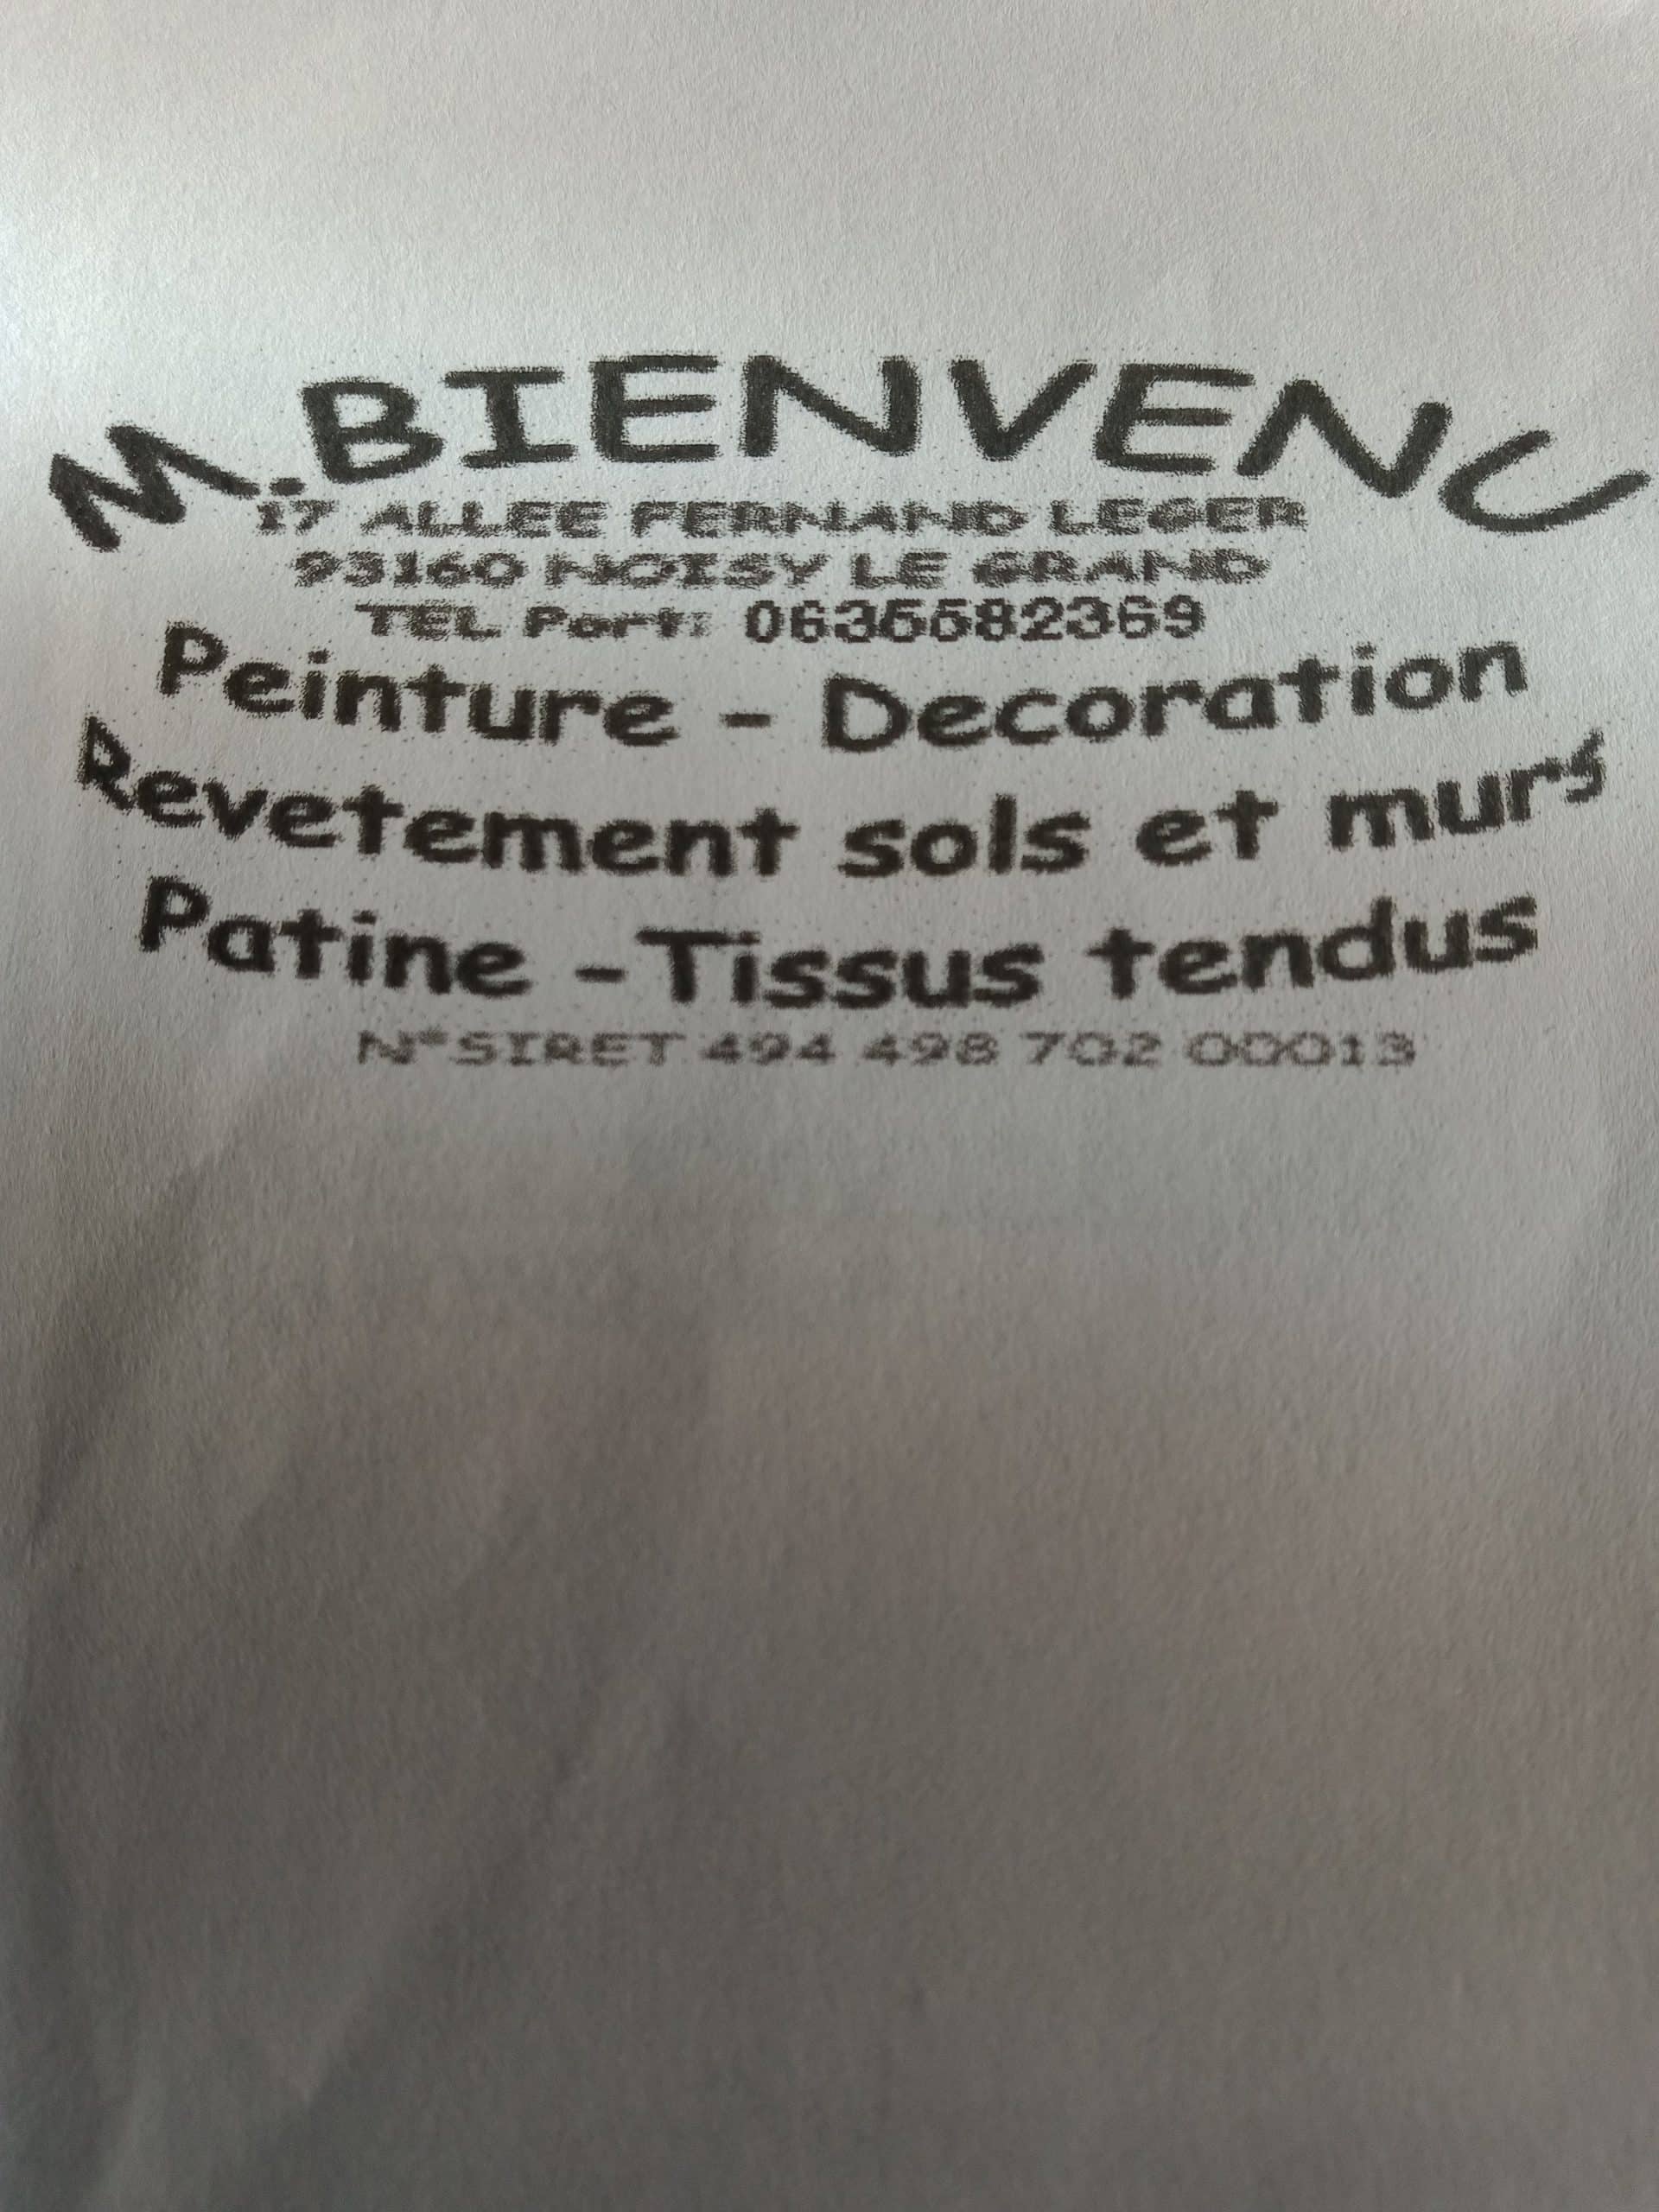 M.BIENVENU
17 ALLEE FERNAND LEGER
93160 NOISY LE GRAND
TEL Port:
Peinture - Decoration
Revetement sols et murs
Patine -Tissus tendus
N°SIRET 494 498 702 00013